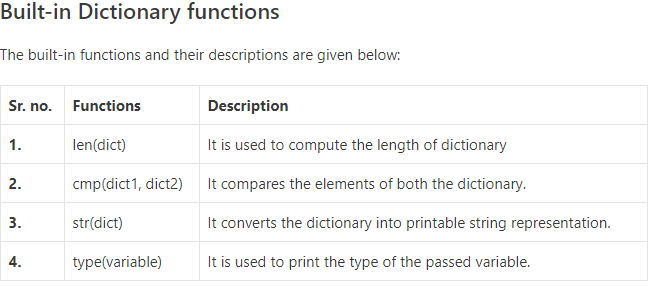 Built-in Dictionary functions
The built-in functions and their descriptions are given below:
Sr. no. Functions Description
1. len(dict) It is used to compute the length of dictionary
2. cmp(dict1, dict2) It compares the elements of both the dictionary.
3. str(dict) It converts the dictionary into printable string representation.
4. type(variable) It is used to print the type of the passed variable.